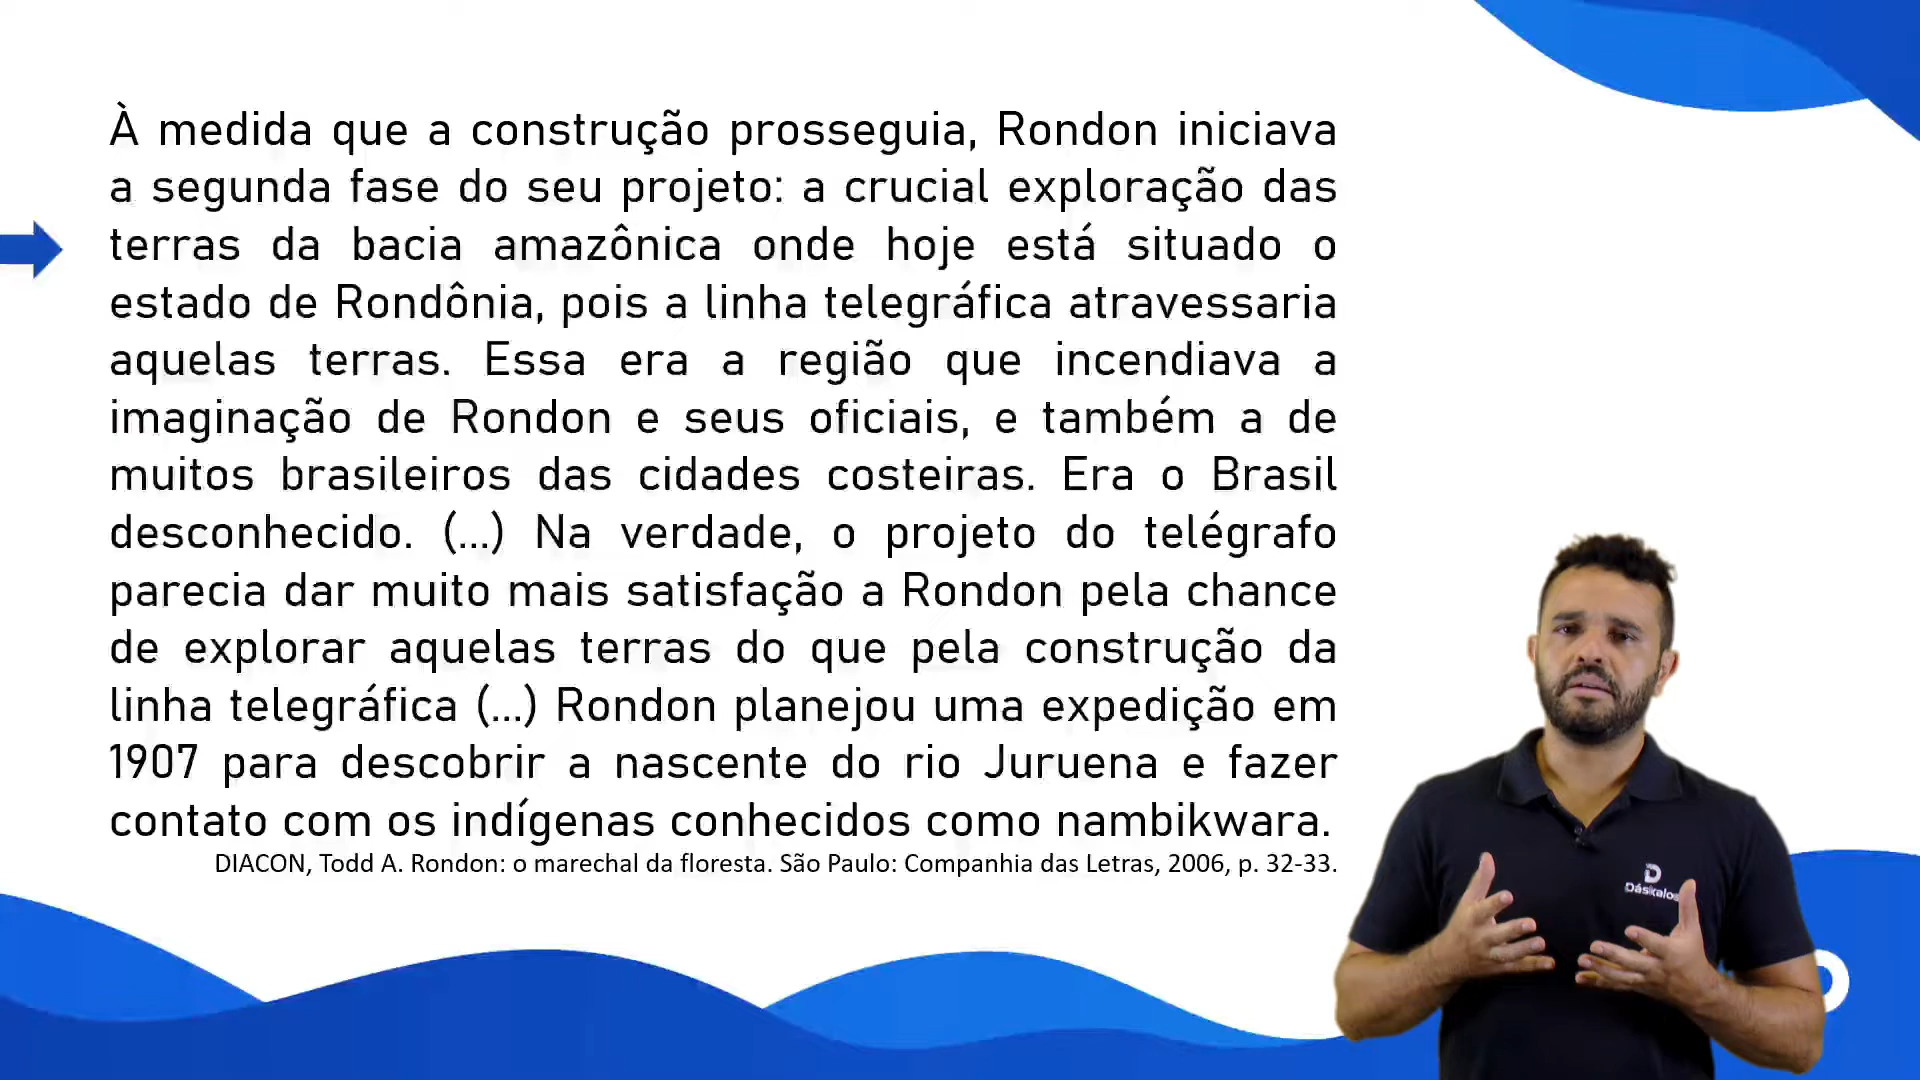 À medida que a construção prosseguia, Rondon iniciava
a segunda fase do seu projeto: a crucial exploração das
terras da bacia amazônica onde hoje está situado o
estado de Rondônia, pois a linha telegráfica atravessaria
aquelas terras. Essa era a região que incendiava a
imaginação de Rondon e seus oficiais, e também a de
muitos brasileiros das cidades costeiras. Era o Brasil
desconhecido. (...) Na verdade, o projeto do telégrafo
parecia dar muito mais satisfação a Rondon pela chance
de explorar aquelas terras do que pela construção da
linha telegráfica (...) Rondon planejou uma expedição em
1907 para descobrir a nascente do rio Juruena e fazer
contato com os indígenas conhecidos como nambikwara.
DIACON, Todd A. Rondon: o marechal da floresta. São Paulo: Companhia das Letras, 2006, p. 32-33.
Dáskalos